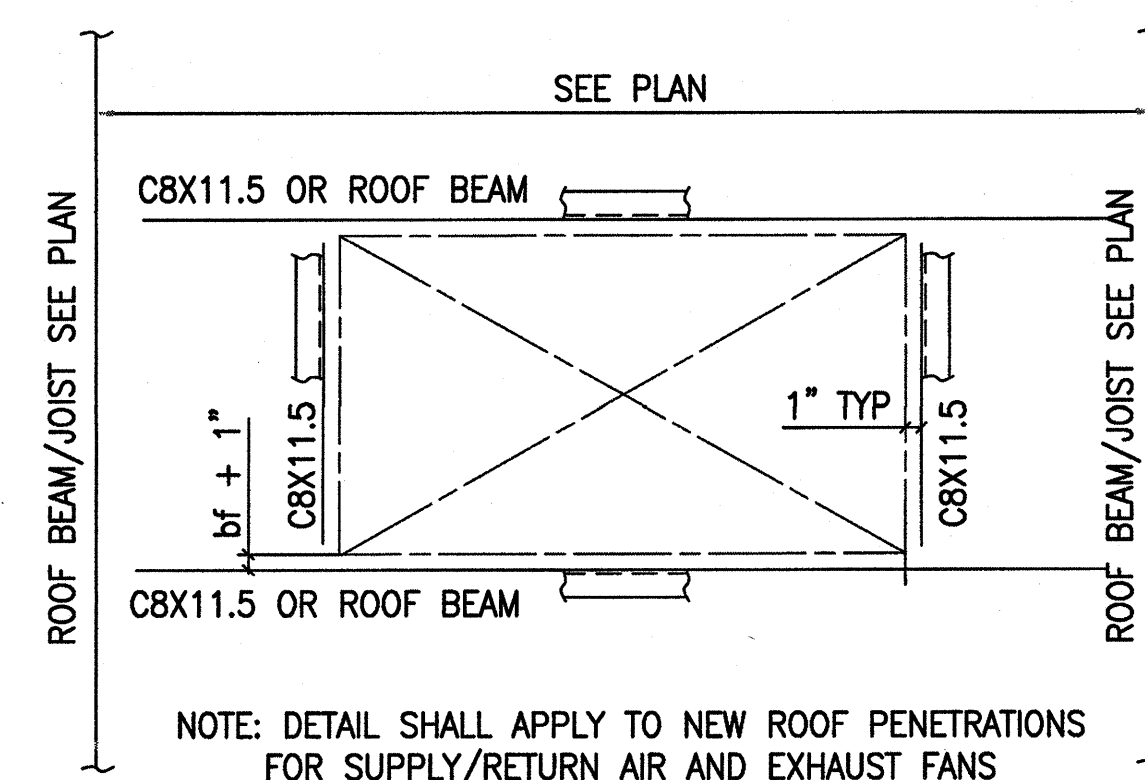 SEE PLAN
C8X11.5 OR ROOF BEAM
ROOF BEAM/JOIST SEE PLAN
ROOF BEAM/JOIST SEE PLAN
1" TYP
bf + 1"
C8X11.5
C8X11.5
C8X11.5 OR ROOF BEAM
NOTE: DETAIL SHALL APPLY TO NEW ROOF PENETRATIONS
FOR SUPPLY/RETURN AIR AND EXHAUST FANS